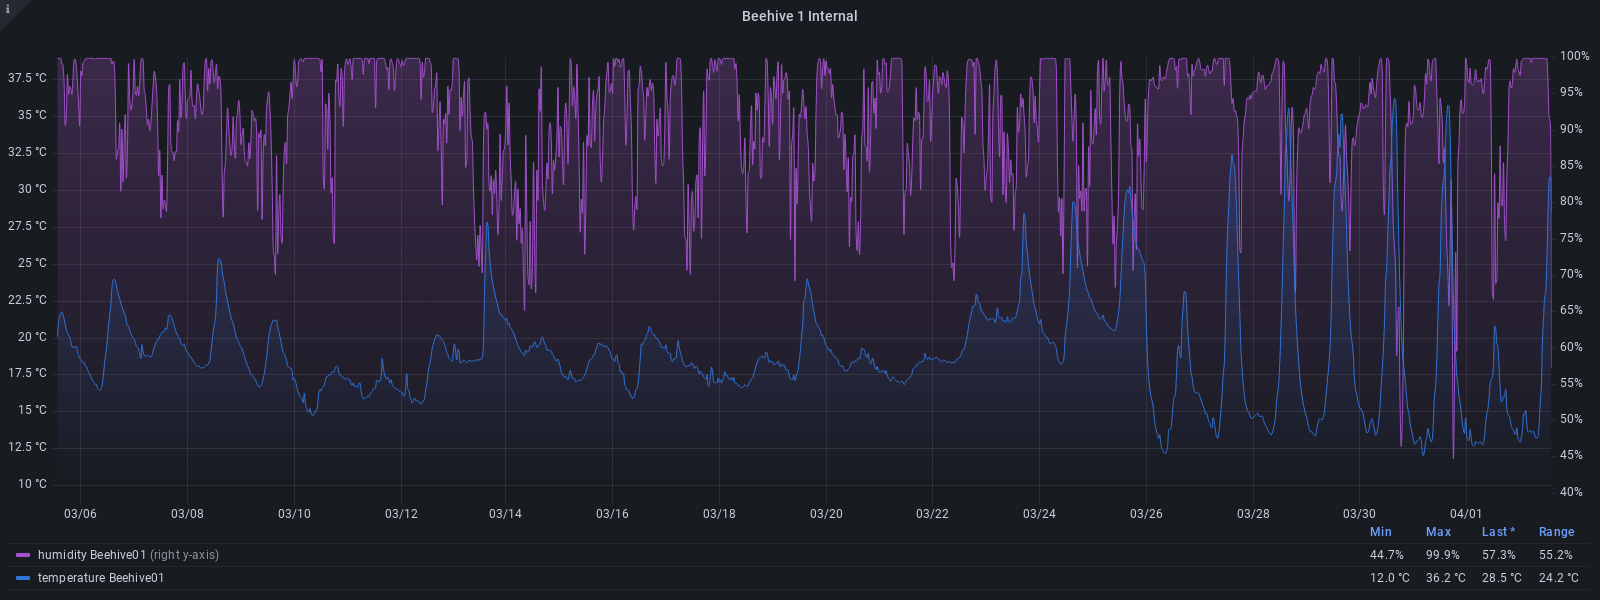 i
Beehive 1 Internal
37.5 °C
35 °C
32.5 °C
30 °C
27.5 °C
25 °C
22.5 °C
20 °C
17.5 °C
15 °C
12.5 °C
10 °C
100%
95%
90%
85%
80%
75%
70%
65%
60%
55%
50%
45%
40%
03/06 03/08 03/10 03/12 03/14 03/16 03/18 03/20 03/22 03/24 03/26 03/28 03/30 04/01
Min Max Last * Range
humidity Beehive01 (right y-axis) 44.7% 99.9% 57.3% 55.2%
temperature Beehive01 12.0 °C 36.2 °C 28.5 °C 24.2 °C